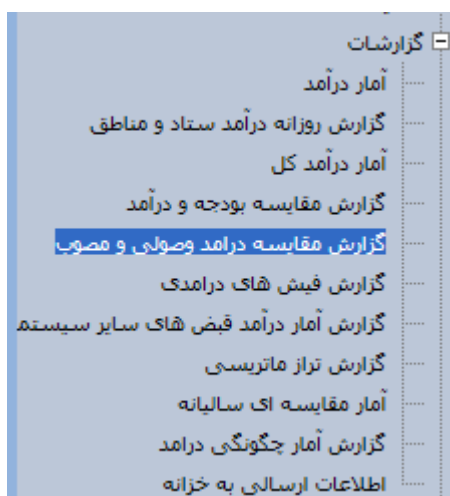 گزارشات
آمار درآمد
گزارش روزانه درآمد ستاد و مناطق
آمار درآمد کل
گزارش مقایسه بودجه و درآمد
گزارش مقایسه درامد وصولی و مصوب
گزارش فیش های درامدی
گزارش آمار درآمد قبض های سایر سیستم
گزارش تراز ماتریسی
آمار مقایسه ای سالیانه
گزارش آمار چگونگی درامد
اطلاعات ارسالی به خزانه